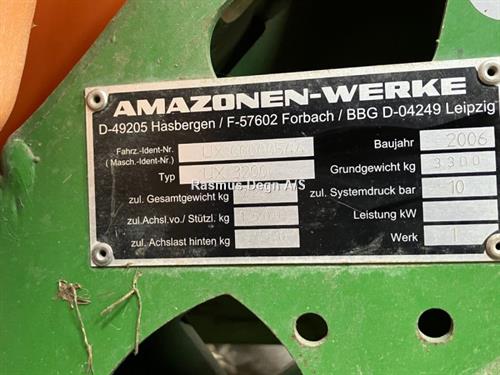 AMAZONEN-WERKE
D-49205 Hasbergen / F-57602 Forbach / BBG D-04249 Leipzig
Fahrz.-Ident-Nr.
(Masch.-Ident-Nr.)
Baujahr 2006
Typ UX 3200
Grundgewicht kg 3300
Rasmus Degn A/S
zul. Gesamtgewicht kg
zul. Systemdruck bar 10
zul.Achsl.vo./ Stützl. kg
Leistung kW
zul. Achslast hinten kg
Werk 1